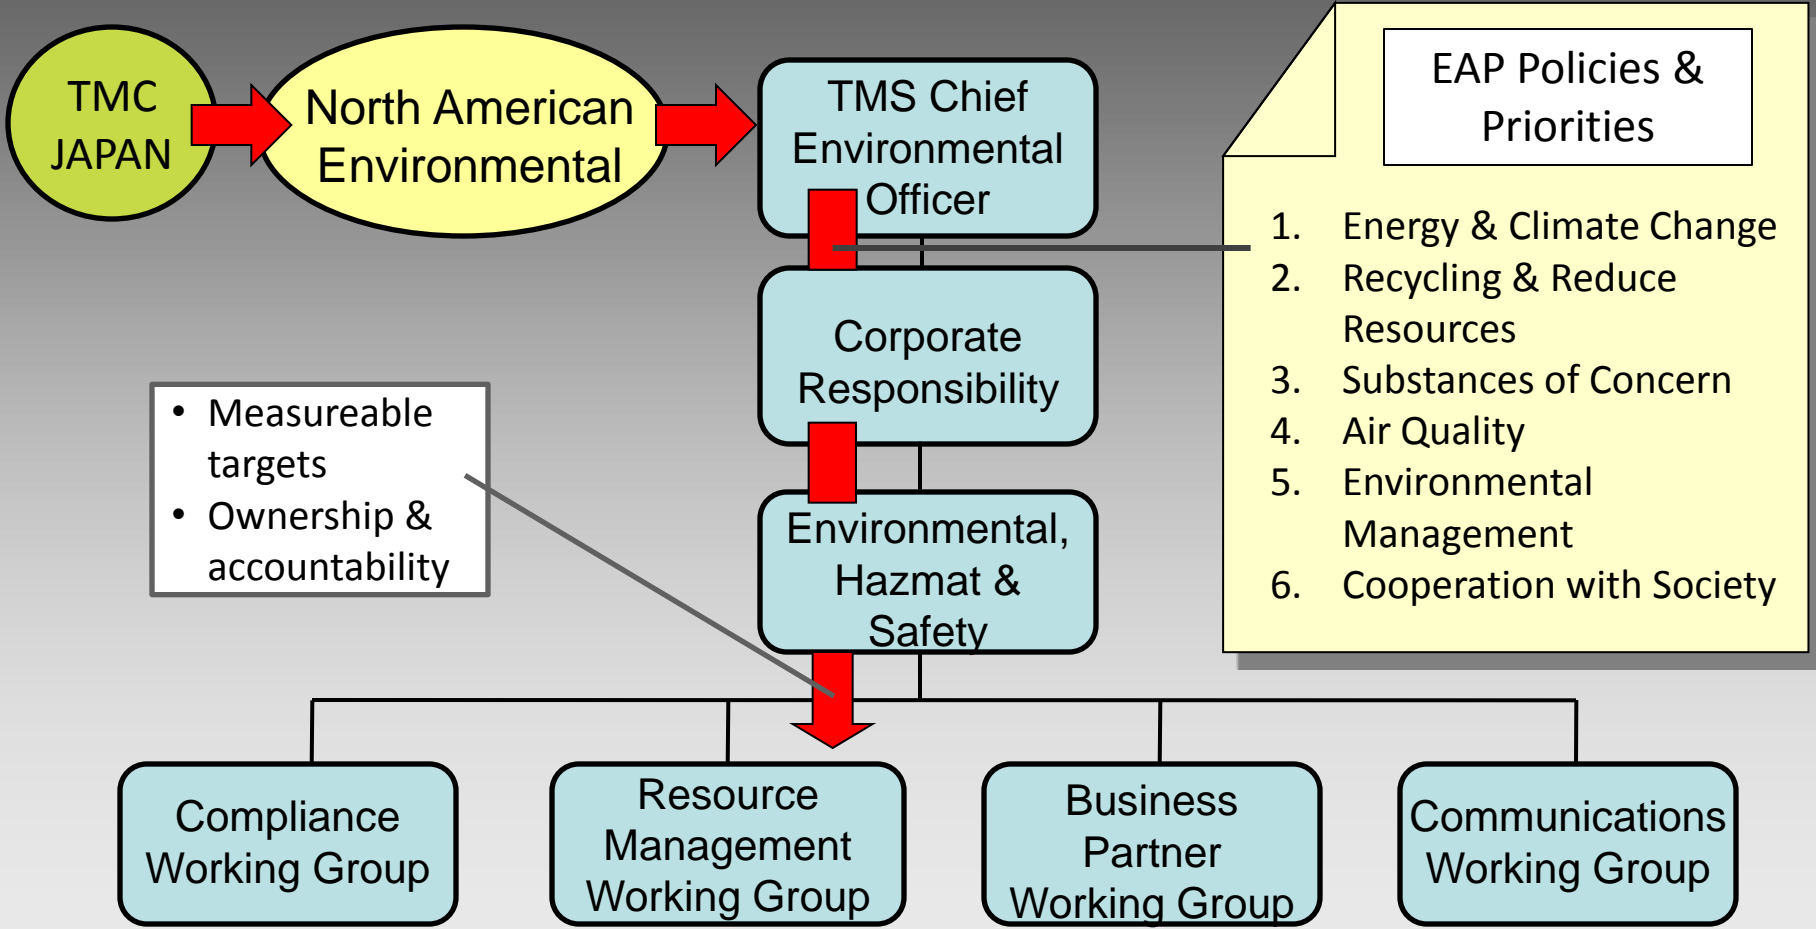 TMC
JAPAN
North American
Environmental
TMS Chief
Environmental
Officer
EAP Policies &
Priorities
1. Energy & Climate Change
2. Recycling & Reduce
Resources
3. Substances of Concern
4. Air Quality
5. Environmental
Management
6. Cooperation with Society
Corporate
Responsibility
• Measureable
targets
• Ownership &
accountability
Environmental,
Hazmat &
Safety
Compliance
Working Group
Resource
Management
Working Group
Business
Partner
Working Group
Communications
Working Group